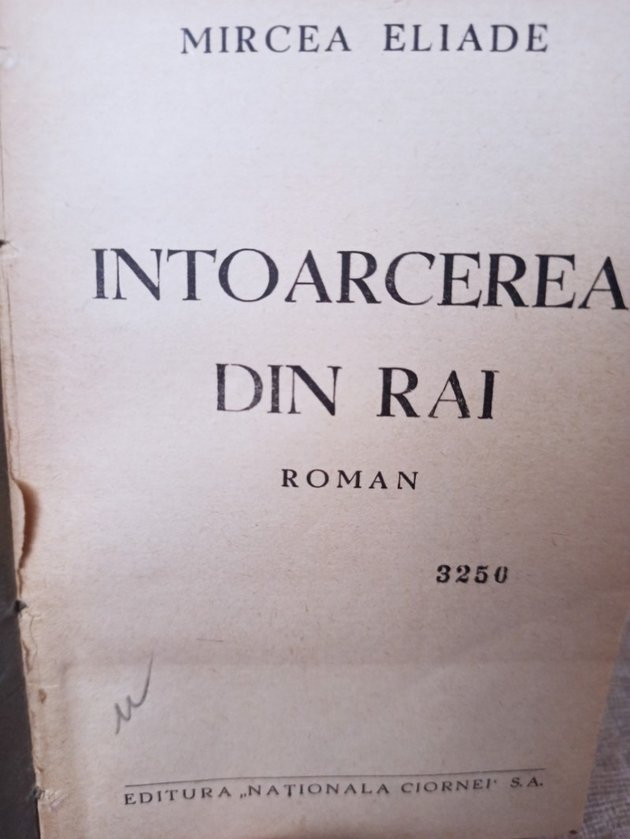 MIRCEA ELIADE
INTOARCEREA
DIN RAI
ROMAN
3250
EDITURA „NAȚIONALA CIORNEI" S.A.